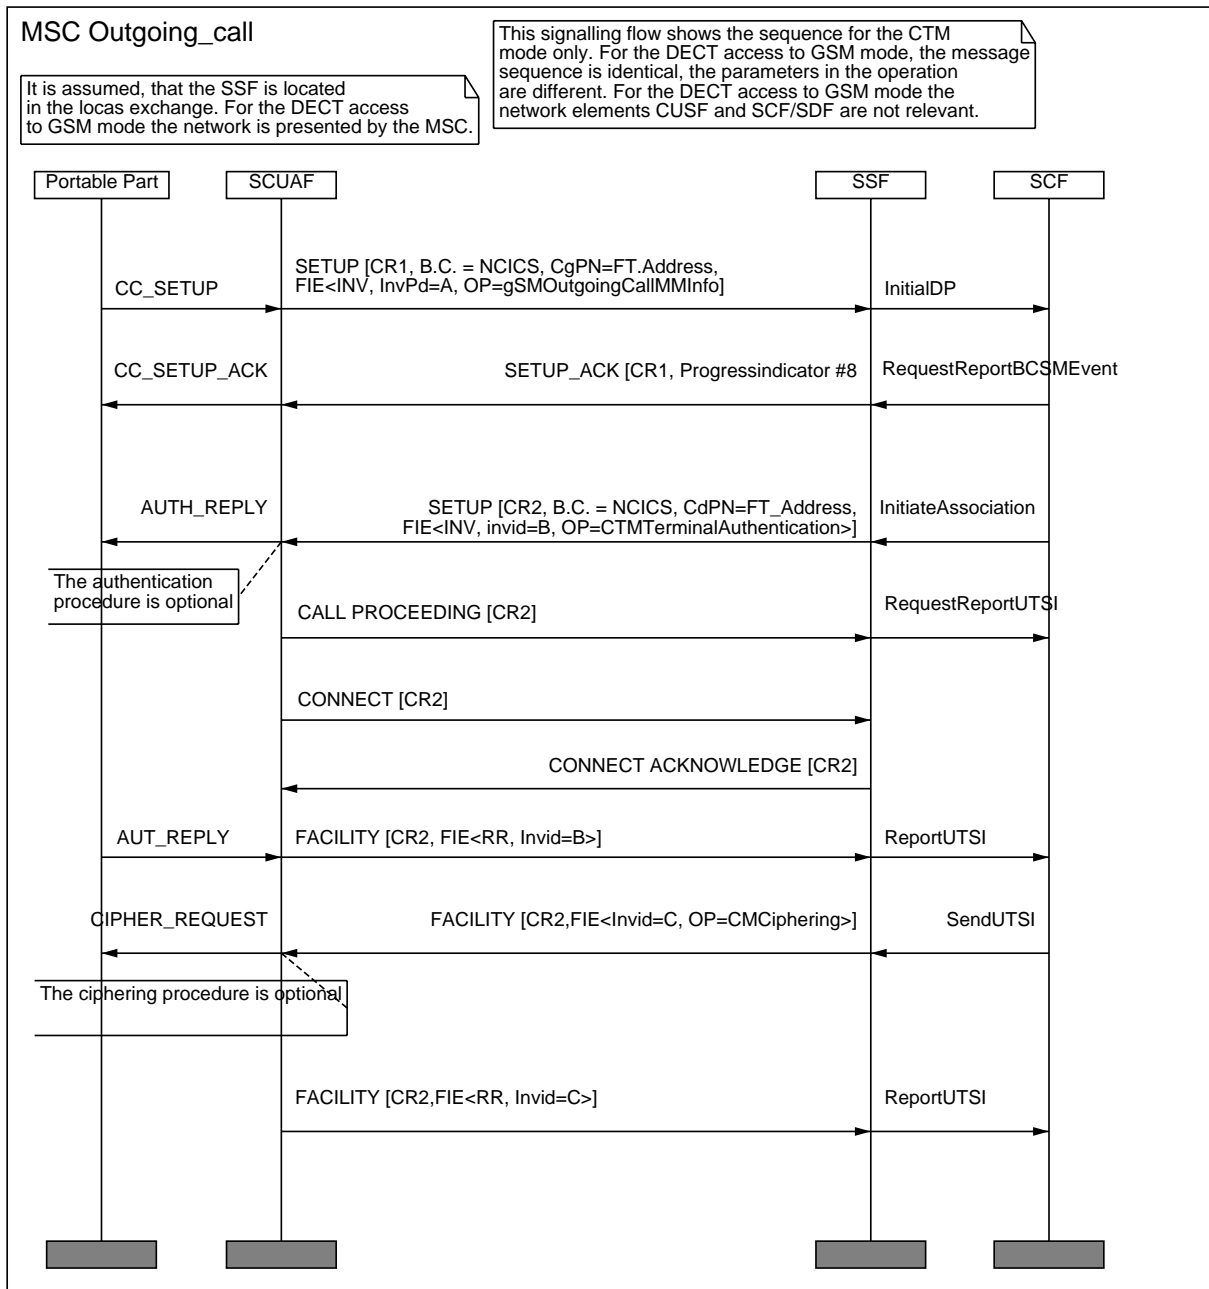 MSC Outgoing_call
This signalling flow shows the sequence for the CTM
mode only. For the DECT access to GSM mode, the message
sequence is identical, the parameters in the operation
are different. For the DECT access to GSM mode the
network elements CUSF and SCF/SDF are not relevant.
It is assumed, that the SSF is located
in the locas exchange. For the DECT access
to GSM mode the network is presented by the MSC.
Portable Part
SCUAF
SSF
SCF
CC_SETUP
SETUP [CR1, B.C. = NCICS, CgPN=FT.Address,
FIE<INV, InvPd=A, OP=gSMOutgoingCallMMInfo]
InitialDP
CC_SETUP_ACK
SETUP_ACK [CR1, Progressindicator #8
RequestReportBCSMEvent
AUTH_REPLY
SETUP [CR2, B.C. = NCICS, CdPN=FT_Address,
FIE<INV, invid=B, OP=CTMTerminalAuthentication>]
InitiateAssociation
The authentication
procedure is optional
CALL PROCEEDING [CR2]
RequestReportUTSI
CONNECT [CR2]
CONNECT ACKNOWLEDGE [CR2]
AUT_REPLY
FACILITY [CR2, FIE<RR, Invid=B>]
ReportUTSI
CIPHER_REQUEST
FACILITY [CR2,FIE<Invid=C, OP=CMCiphering>]
SendUTSI
The ciphering procedure is optional
FACILITY [CR2,FIE<RR, Invid=C>]
ReportUTSI